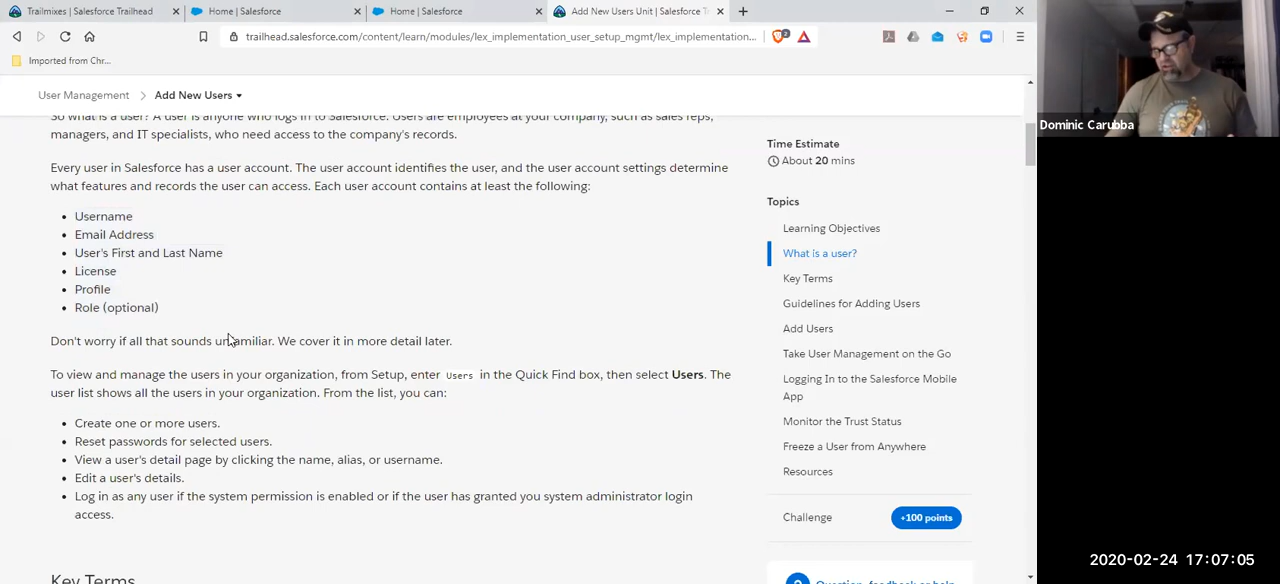 Trailmixes | Salesforce Trailhead
Home | Salesforce
Home | Salesforce
Add New Users Unit | Salesforce T
trailhead.salesforce.com/content/learn/modules/lex_implementation_user_setup_mgmt/lex_implementation...
2
Imported from Chr...
User Management > Add New Users
So what is a user? A user is anyone who logs in to Salesforce. Users are employees at your company, such as sales reps,
managers, and IT specialists, who need access to the company's records.
Every user in Salesforce has a user account. The user account identifies the user, and the user account settings determine
what features and records the user can access. Each user account contains at least the following:
• Username
• Email Address
• User's First and Last Name
• License
• Profile
• Role (optional)
Don't worry if all that sounds unfamiliar. We cover it in more detail later.
To view and manage the users in your organization, from Setup, enter Users in the Quick Find box, then select Users. The
user list shows all the users in your organization. From the list, you can:
• Create one or more users.
• Reset passwords for selected users.
• View a user's detail page by clicking the name, alias, or username.
• Edit a user's details.
• Log in as any user if the system permission is enabled or if the user has granted you system administrator login
access.
Key Terms
Time Estimate
About 20 mins
Topics
Learning Objectives
What is a user?
Key Terms
Guidelines for Adding Users
Add Users
Take User Management on the Go
Logging In to the Salesforce Mobile
App
Monitor the Trust Status
Freeze a User from Anywhere
Resources
Challenge
+100 points
Question, feedback or help
Dominic Carubba
2020-02-24 17:07:05